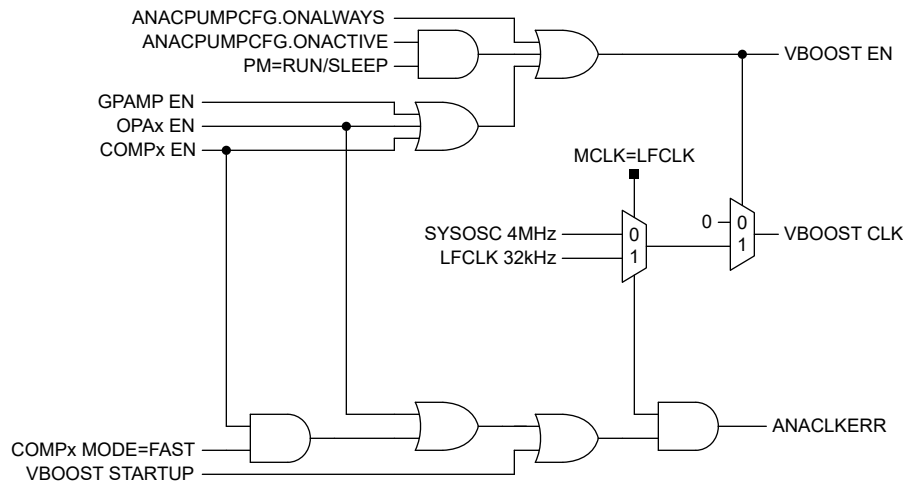 ANACPUMPCFG.ONALWAYS
ANACPUMPCFG.ONACTIVE
PM=RUN/SLEEP
VBOOST EN
GPAMP EN
OPAx EN
COMPx EN
MCLK=LFCLK
SYSOSC 4MHz
LFCLK 32kHz
0
1
0
0
1
VBOOST CLK
COMPx MODE=FAST
VBOOST STARTUP
ANACLKERR